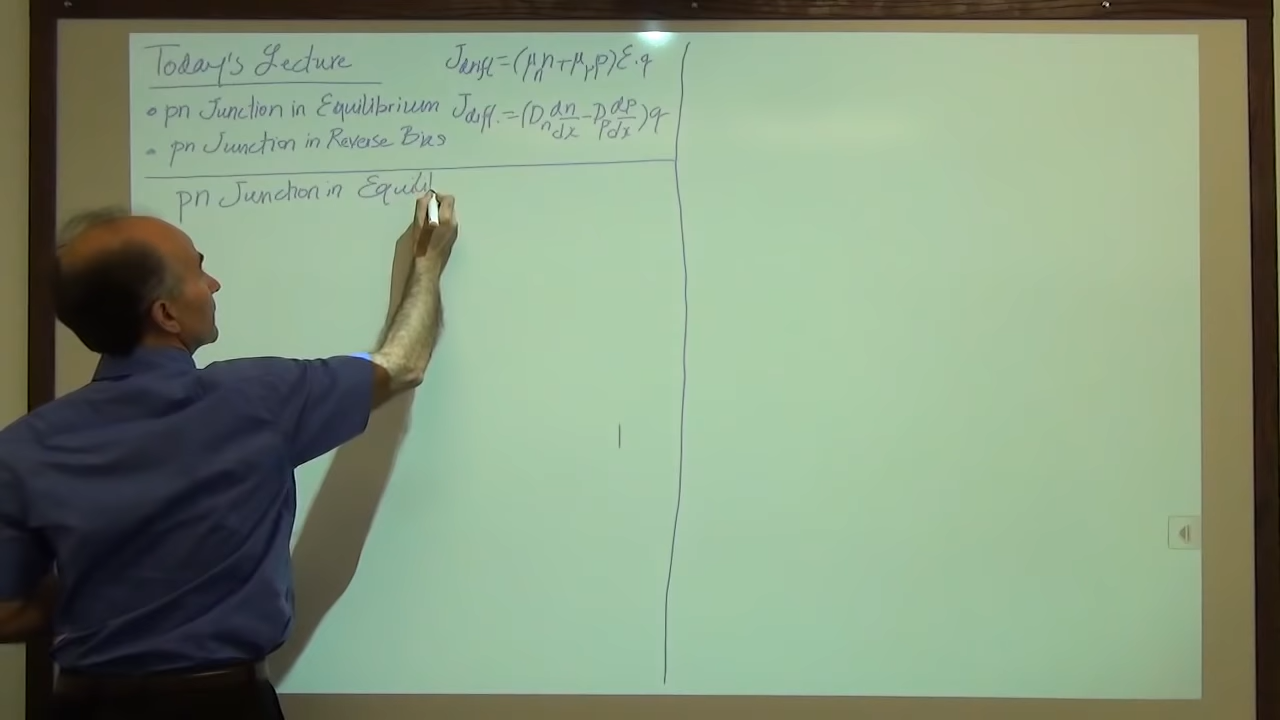 Today's Lecture
J_drift = (μ_n n + μ_p p) ℰ · q
• pn Junction in Equilibrium
J_diff. = (D_n dn/dx − D_p dp/dx) q
• pn Junction in Reverse Bias
pn Junction in Equilib